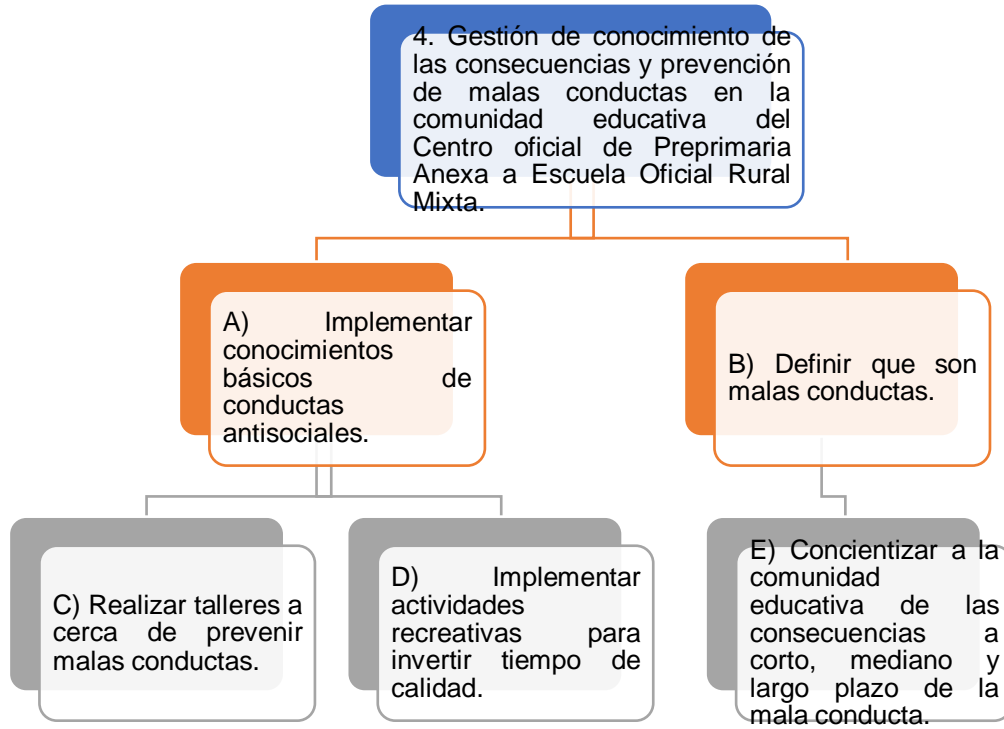 4. Gestión de conocimiento de
las consecuencias y prevención
de malas conductas en la
comunidad educativa del
Centro oficial de Preprimaria
Anexa a Escuela Oficial Rural
Mixta.
A) Implementar
conocimientos
básicos de
conductas
antisociales.
B) Definir que son
malas conductas.
C) Realizar talleres a
cerca de prevenir
malas conductas.
D) Implementar
actividades
recreativas para
invertir tiempo de
calidad.
E) Concientizar a la
comunidad
educativa de las
consecuencias a
corto, mediano y
largo plazo de la
mala conducta.